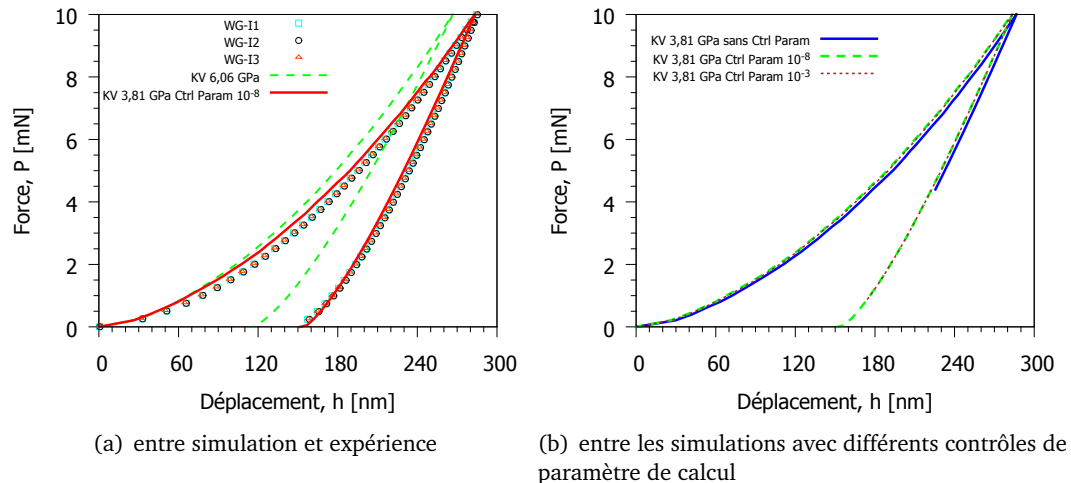 10
8
6
4
2
0
Force, P [mN]
WG-I1
WG-I2
WG-I3
KV 6,06 GPa
KV 3,81 GPa Ctrl Param 10-8
0 60 120 180 240 300
Déplacement, h [nm]
(a) entre simulation et expérience
10
8
6
4
2
0
Force, P [mN]
KV 3,81 GPa sans Ctrl Param
KV 3,81 GPa Ctrl Param 10-8
KV 3,81 GPa Ctrl Param 10-3
0 60 120 180 240 300
Déplacement, h [nm]
(b) entre les simulations avec différents contrôles de
paramètre de calcul